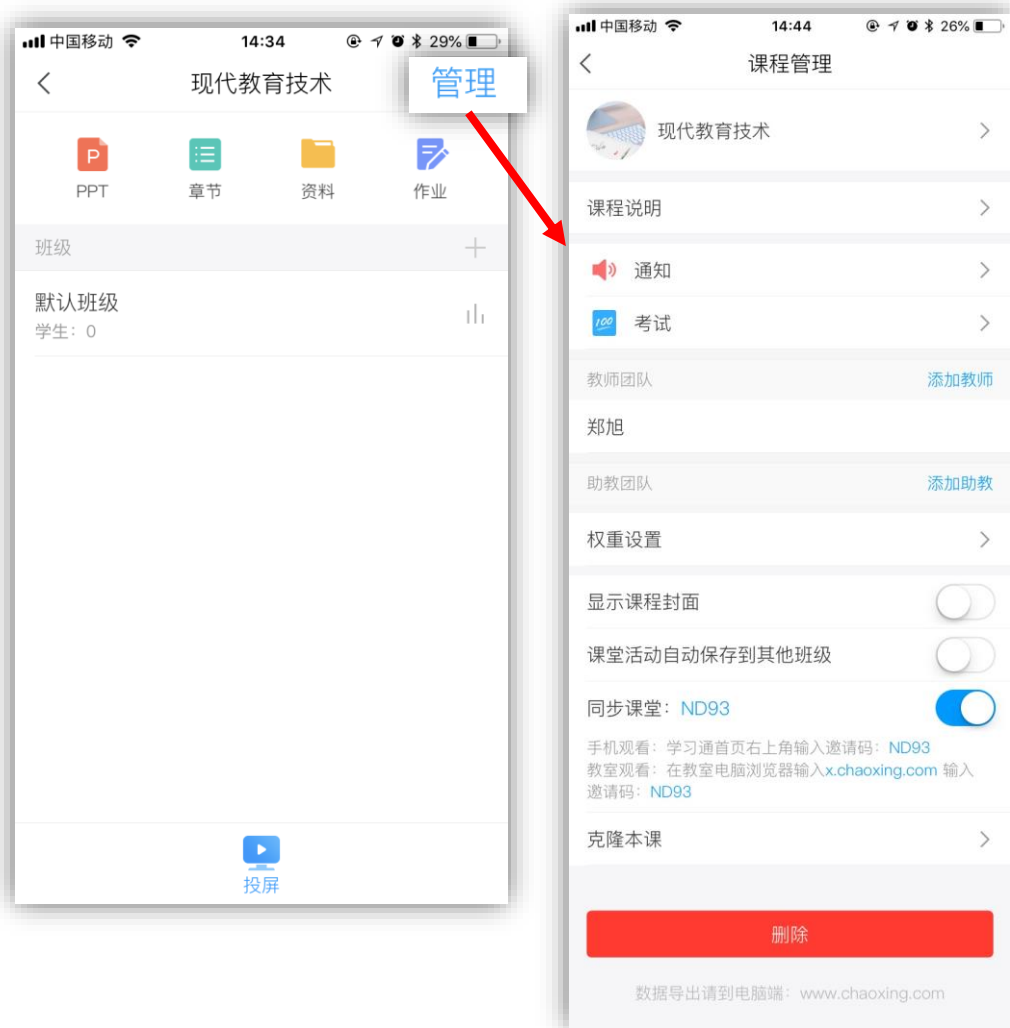 中国移动 14:34 29%
现代教育技术
管理
P
PPT 章节 资料 作业
班级
默认班级
学生：0
投屏
中国移动 14:44 26%
课程管理
现代教育技术
课程说明
通知
100 考试
教师团队 添加教师
郑旭
助教团队 添加助教
权重设置
显示课程封面
课堂活动自动保存到其他班级
同步课堂：ND93
手机观看：学习通首页右上角输入邀请码：ND93
教室观看：在教室电脑浏览器输入x.chaoxing.com 输入
邀请码：ND93
克隆本课
删除
数据导出请到电脑端：www.chaoxing.com